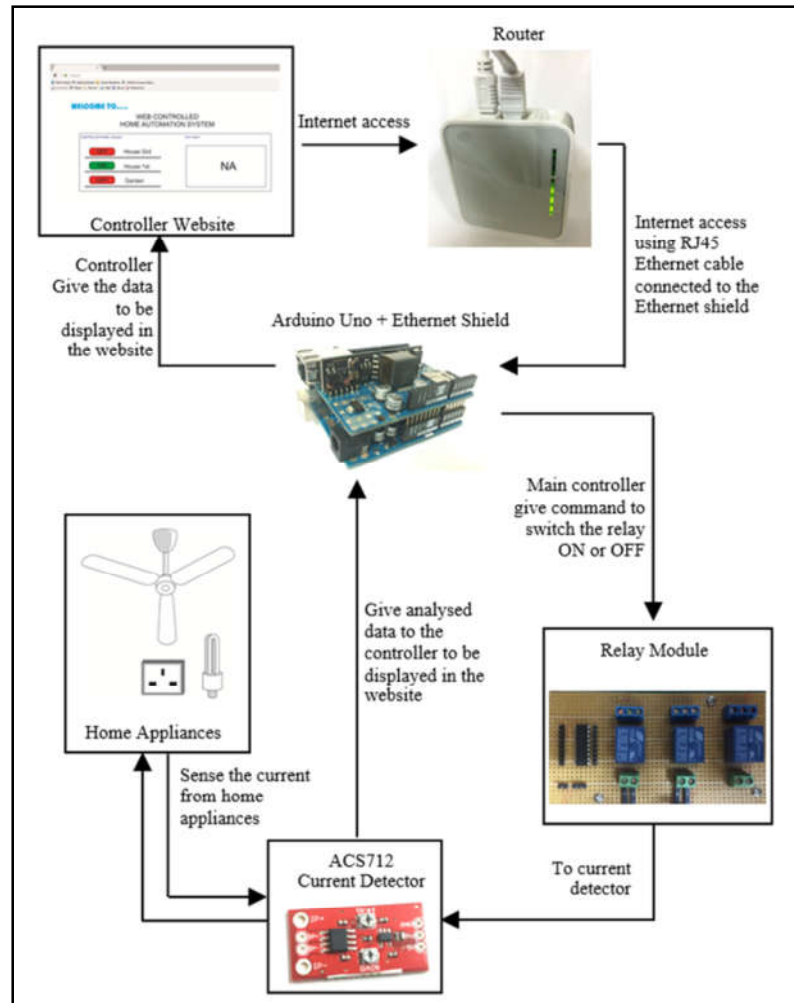 Router
WELCOME TO.....
WEB CONTROLLED
HOME AUTOMATION SYSTEM
NA
Controller Website
Internet access
Internet access
using RJ45
Ethernet cable
connected to the
Ethernet shield
Controller
Give the data
to be
displayed in
the website
Arduino Uno + Ethernet Shield
Main controller
give command to
switch the relay
ON or OFF
Give analysed
data to the
controller to be
displayed in the
website
Home Appliances
Relay Module
Sense the current
from home
appliances
ACS712
Current Detector
To current
detector